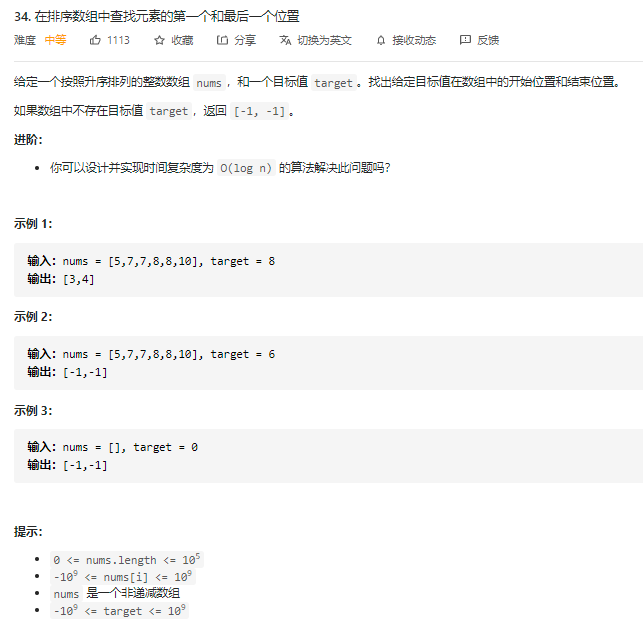 34. 在排序数组中查找元素的第一个和最后一个位置
难度 中等 1113 收藏 分享 切换为英文 接收动态 反馈
给定一个按照升序排列的整数数组 nums，和一个目标值 target。找出给定目标值在数组中的开始位置和结束位置。
如果数组中不存在目标值 target，返回 [-1, -1]。
进阶：
• 你可以设计并实现时间复杂度为 O(log n) 的算法解决此问题吗？
示例 1：
输入：nums = [5,7,7,8,8,10], target = 8
输出：[3,4]
示例 2：
输入：nums = [5,7,7,8,8,10], target = 6
输出：[-1,-1]
示例 3：
输入：nums = [], target = 0
输出：[-1,-1]
提示：
• 0 <= nums.length <= 10⁵
• -10⁹ <= nums[i] <= 10⁹
• nums 是一个非递减数组
• -10⁹ <= target <= 10⁹